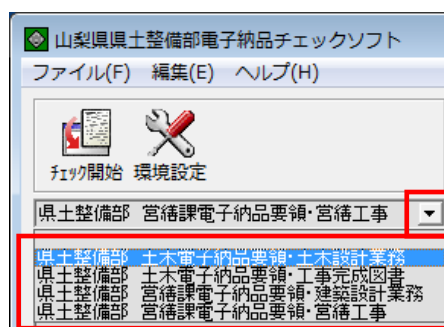 山梨県県土整備部電子納品チェックソフト
ファイル(F) 編集(E) ヘルプ(H)
ﾁｪｯｸ開始 環境設定
県土整備部 営繕課電子納品要領･営繕工事
県土整備部 土木電子納品要領･土木設計業務
県土整備部 土木電子納品要領･工事完成図書
県土整備部 営繕課電子納品要領･建築設計業務
県土整備部 営繕課電子納品要領･営繕工事